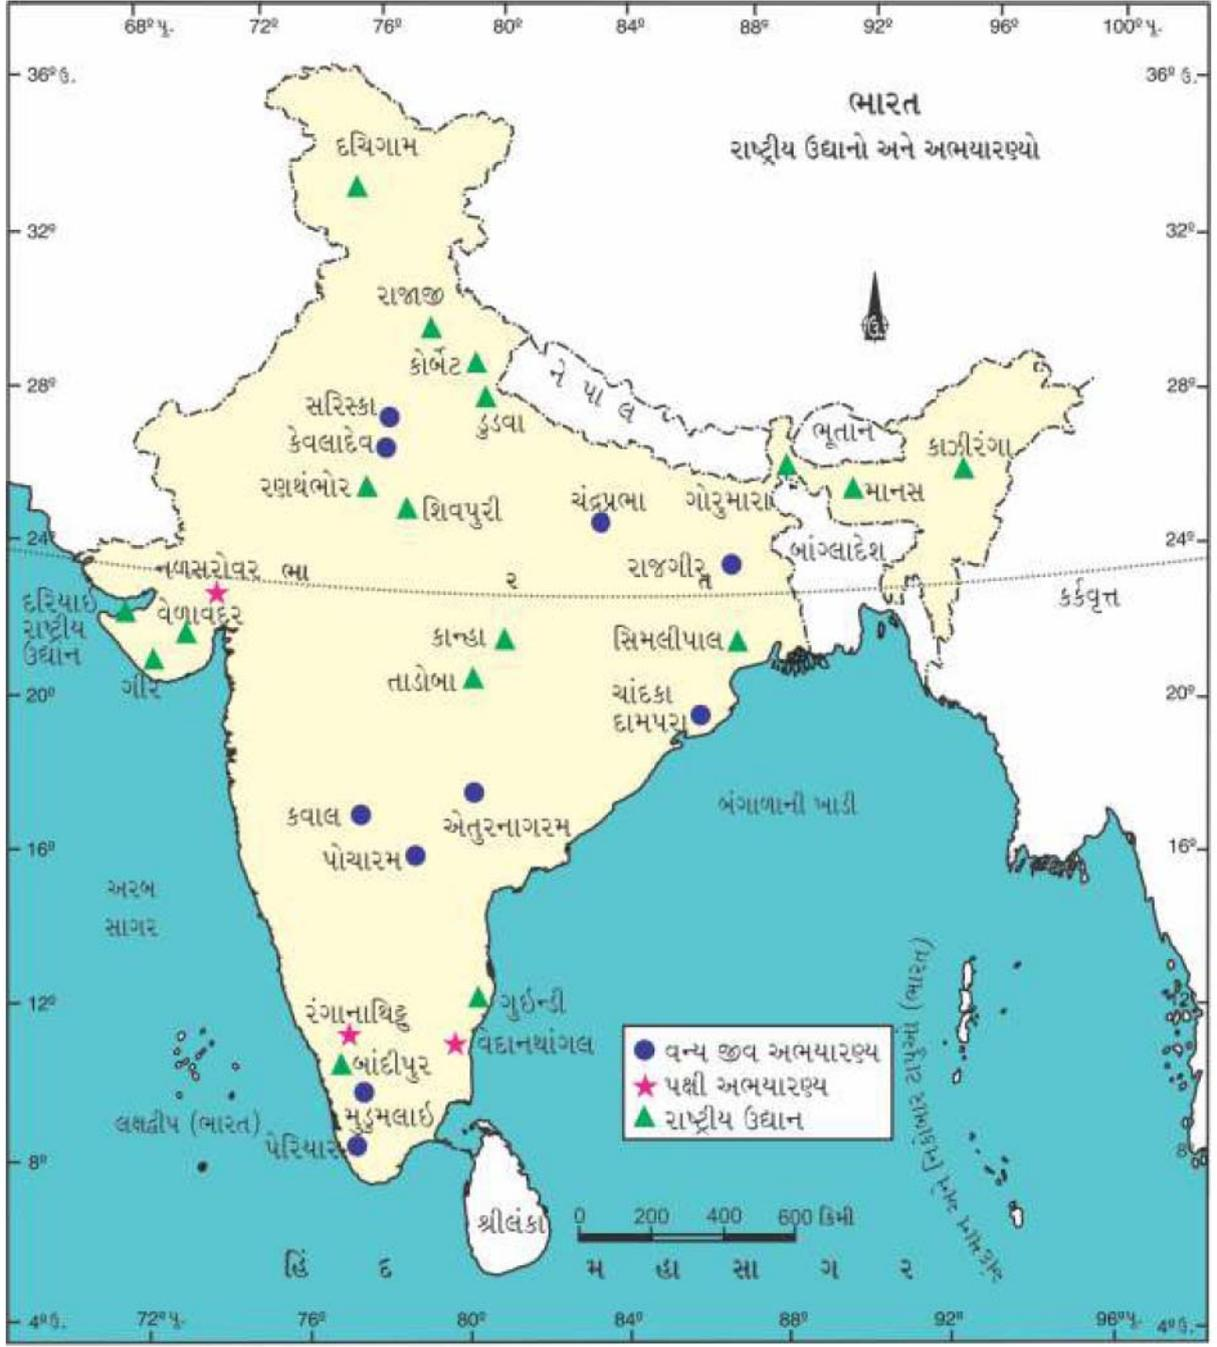 68° પૂ. 72° 76° 80° 84° 88° 92° 96° 100° પૂ.
36° ઉ. 36° ઉ.
ભારત
રાષ્ટ્રીય ઉદ્યાનો અને અભયારણ્યો
દચિગામ
32° 32°
રાજાજી
ઉ
કોર્બેટ
ને પા લ
28° 28°
સરિસ્કા
ડુડવા
કેવલાદેવ
ભૂતાન
કાઝીરંગા
રણથંભોર
શિવપુરી
ચંદ્રપ્રભા
ગોરુમારા
માનસ
24° 24°
બાંગ્લાદેશ
નળસરોવર
ભા ર ત
રાજગીર
કર્કવૃત્ત
દરિયાઇ
રાષ્ટ્રીય
ઉદ્યાન
વેળાવદર
કાન્હા
સિમલીપાલ
ગીર
તાડોબા
20° 20°
ચાંદકા
દામપરા
કવાલ
એતુરનાગરમ
બંગાળાની ખાડી
પોચારમ
16° 16°
અરબ
સાગર
12° 12°
રંગાનાથિટ્ટુ
ગુઇન્ડી
વેદાનથાંગલ
બાંદીપુર
મુડુમલાઇ
લક્ષદ્વીપ (ભારત)
પેરિયાર
8° 8°
વન્ય જીવ અભયારણ્ય
પક્ષી અભયારણ્ય
રાષ્ટ્રીય ઉદ્યાન
અંદમાન અને નિકોબાર ટાપુઓ (ભારત)
શ્રીલંકા
0 200 400 600 કિમી
હિં દ મ હા સા ગ ર
4° ઉ. 72° પૂ. 76° 80° 84° 88° 92° 96° પૂ. 4° ઉ.